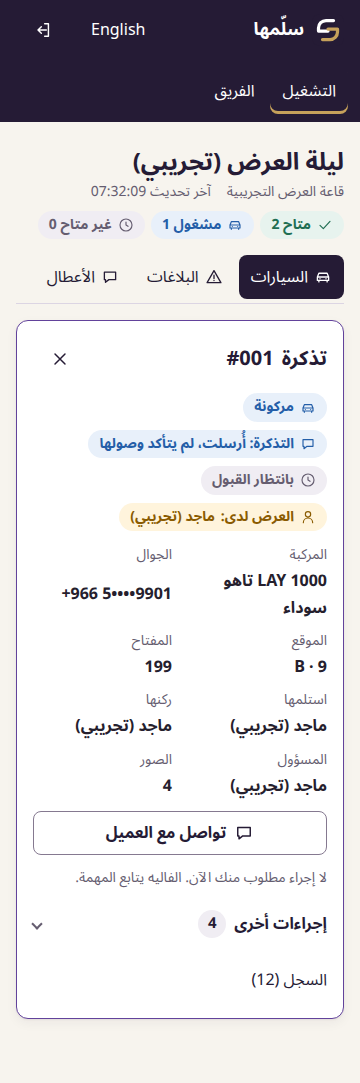 سلّمها
English
التشغيل
الفريق
ليلة العرض (تجريبي)
قاعة العرض التجريبية آخر تحديث 07:32:09
متاح 2
مشغول 1
غير متاح 0
السيارات
البلاغات
الأعطال
تذكرة #001
مركونة
التذكرة: أُرسلت، لم يتأكد وصولها
بانتظار القبول
العرض لدى: ماجد (تجريبي)
المركبة
الجوال
LAY 1000 تاهو
سوداء
+966 5••••9901
الموقع
المفتاح
B · 9
199
استلمها
ركنها
ماجد (تجريبي)
ماجد (تجريبي)
المسؤول
الصور
ماجد (تجريبي)
4
تواصل مع العميل
لا إجراء مطلوب منك الآن. الفاليه يتابع المهمة.
إجراءات أخرى 4
السجل (12)